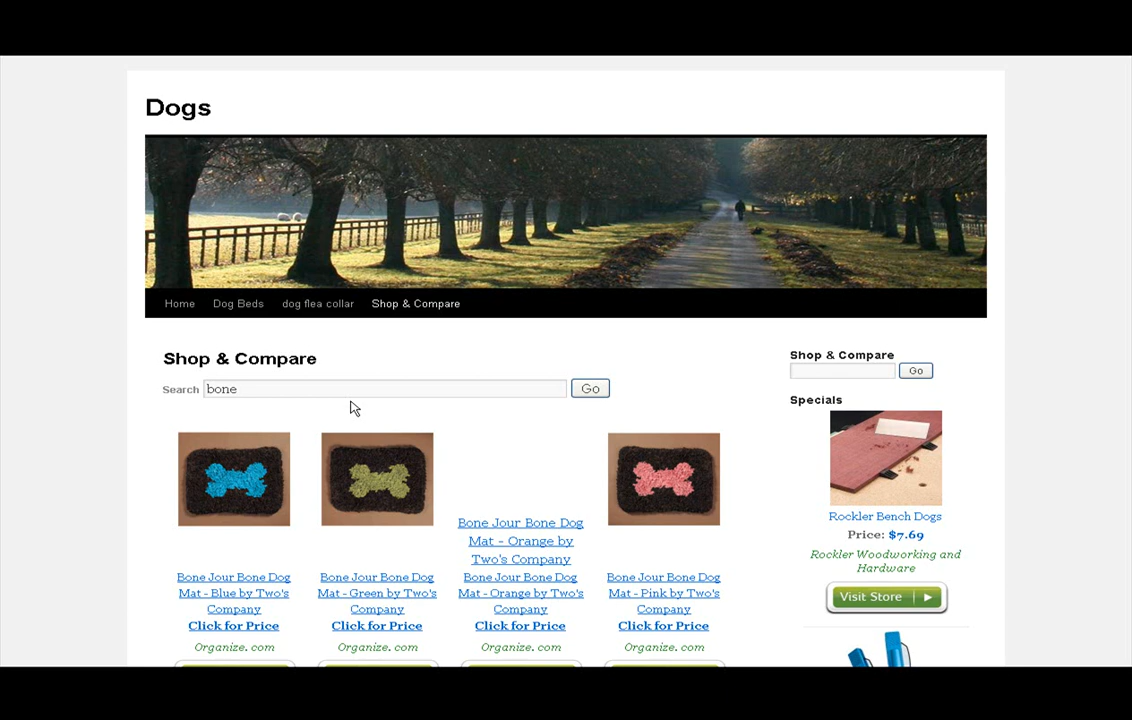 Dogs
Home Dog Beds dog flea collar Shop & Compare
Shop & Compare
Search bone Go
Bone Jour Bone Dog
Mat - Blue by Two's
Company
Click for Price
Organize. com
Bone Jour Bone Dog
Mat - Green by Two's
Company
Click for Price
Organize. com
Bone Jour Bone Dog
Mat - Orange by
Two's Company
Bone Jour Bone Dog
Mat - Orange by Two's
Company
Click for Price
Organize. com
Bone Jour Bone Dog
Mat - Pink by Two's
Company
Click for Price
Organize. com
Shop & Compare
Go
Specials
Rockler Bench Dogs
Price: $7.69
Rockler Woodworking and
Hardware
Visit Store